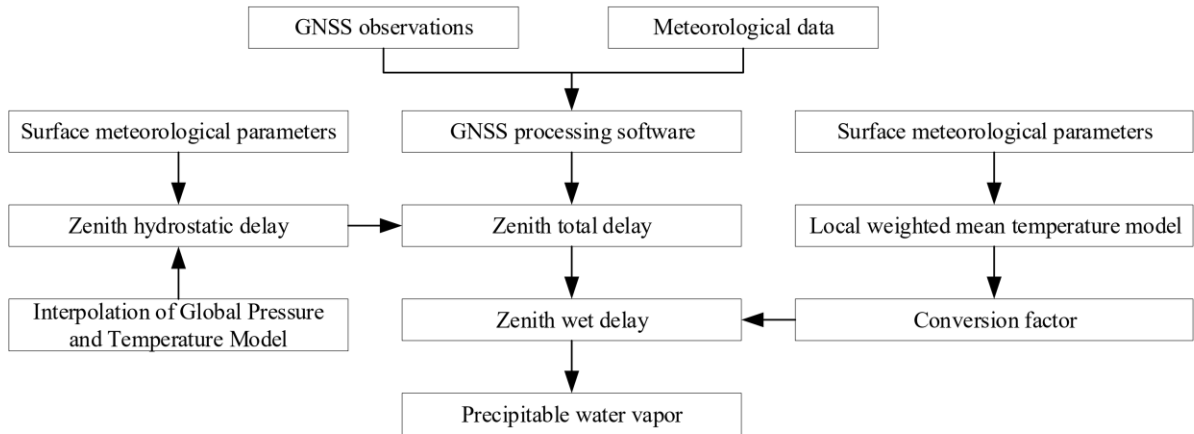 GNSS observations
Meteorological data
Surface meteorological parameters
GNSS processing software
Surface meteorological parameters
Zenith hydrostatic delay
Zenith total delay
Local weighted mean temperature model
Interpolation of Global Pressure
and Temperature Model
Zenith wet delay
Conversion factor
Precipitable water vapor